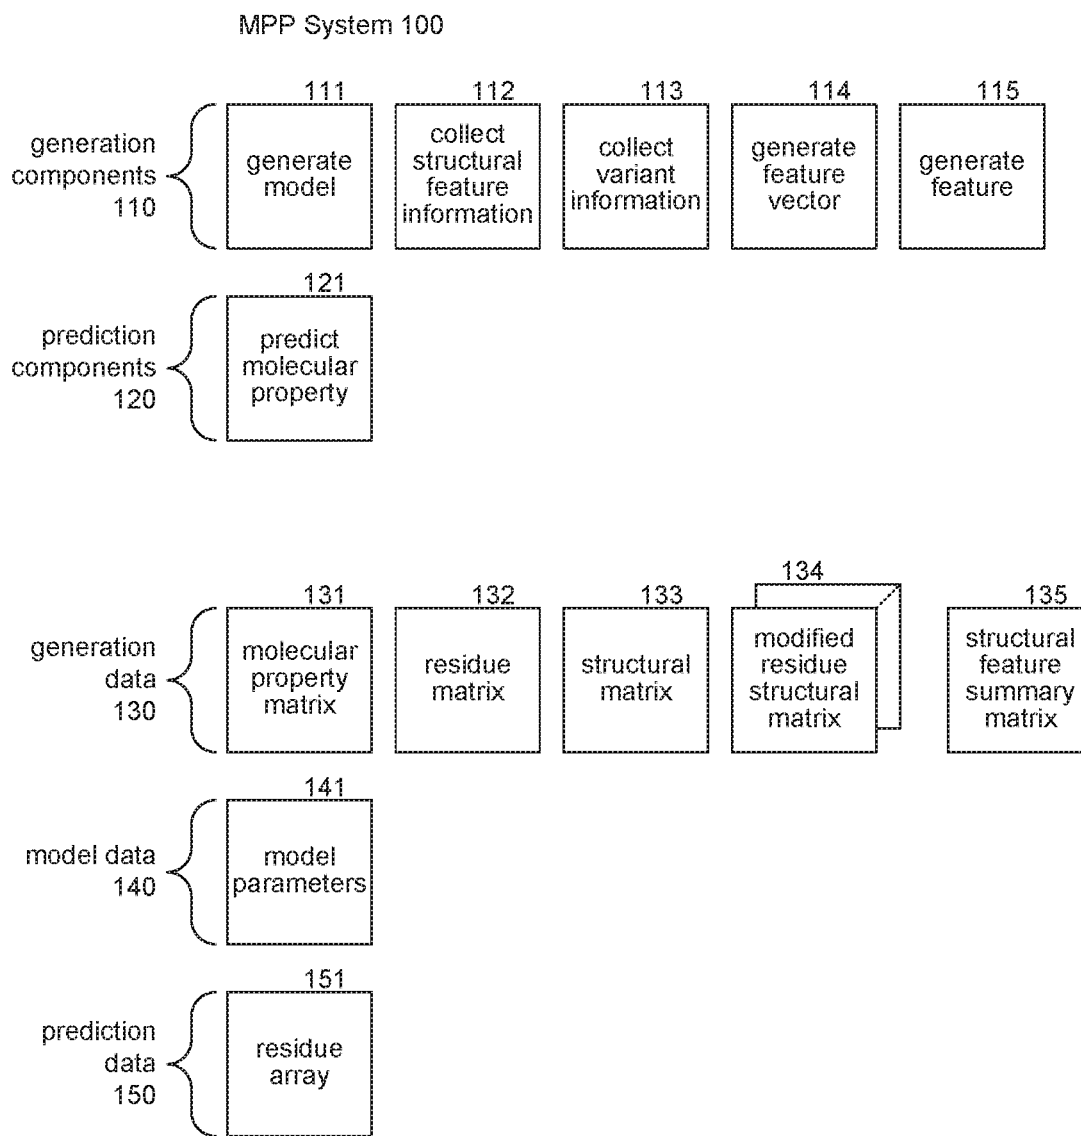 MPP System 100
111
112
113
114
115
generation
components
110
generate
model
collect
structural
feature
information
collect
variant
information
generate
feature
vector
generate
feature
121
prediction
components
120
predict
molecular
property
134
131
132
133
135
generation
data
130
molecular
property
matrix
residue
matrix
structural
matrix
modified
residue
structural
matrix
structural
feature
summary
matrix
141
model data
140
model
parameters
151
prediction
data
150
residue
array